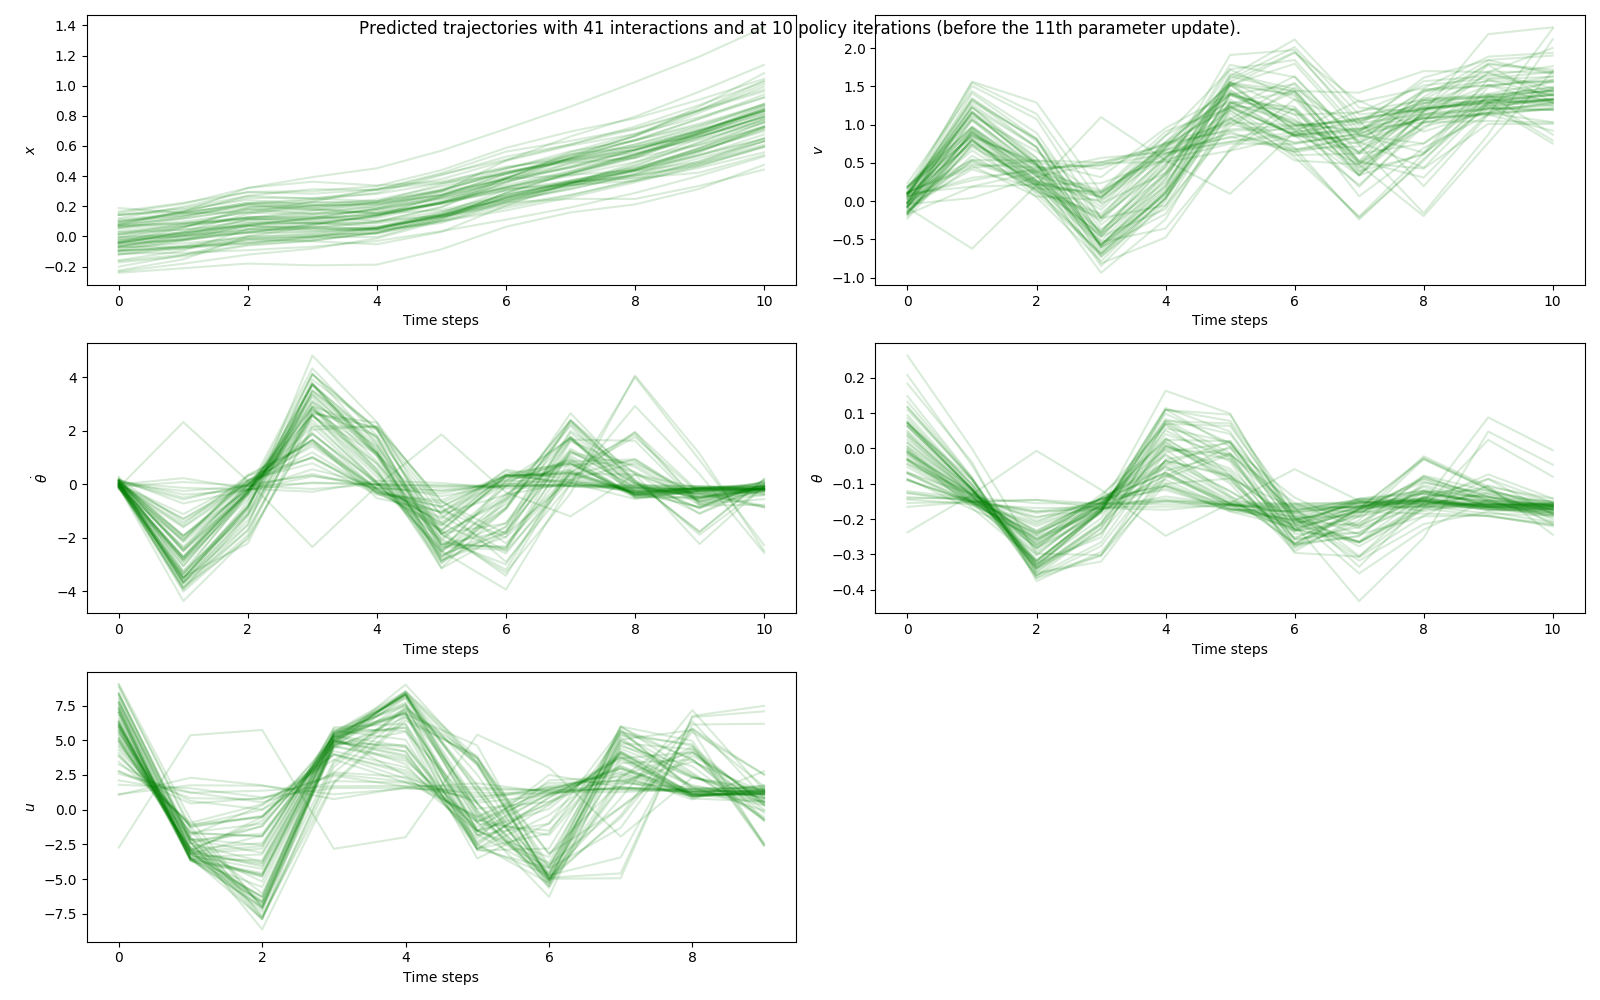 Predicted trajectories with 41 interactions and at 10 policy iterations (before the 11th parameter update).
1.4
1.2
1.0
0.8
0.6
0.4
0.2
0.0
−0.2
x
0 2 4 6 8 10
Time steps
2.0
1.5
1.0
0.5
0.0
−0.5
−1.0
v
0 2 4 6 8 10
Time steps
4
2
0
−2
−4
θ̇
0 2 4 6 8 10
Time steps
0.2
0.1
0.0
−0.1
−0.2
−0.3
−0.4
θ
0 2 4 6 8 10
Time steps
7.5
5.0
2.5
0.0
−2.5
−5.0
−7.5
u
0 2 4 6 8
Time steps